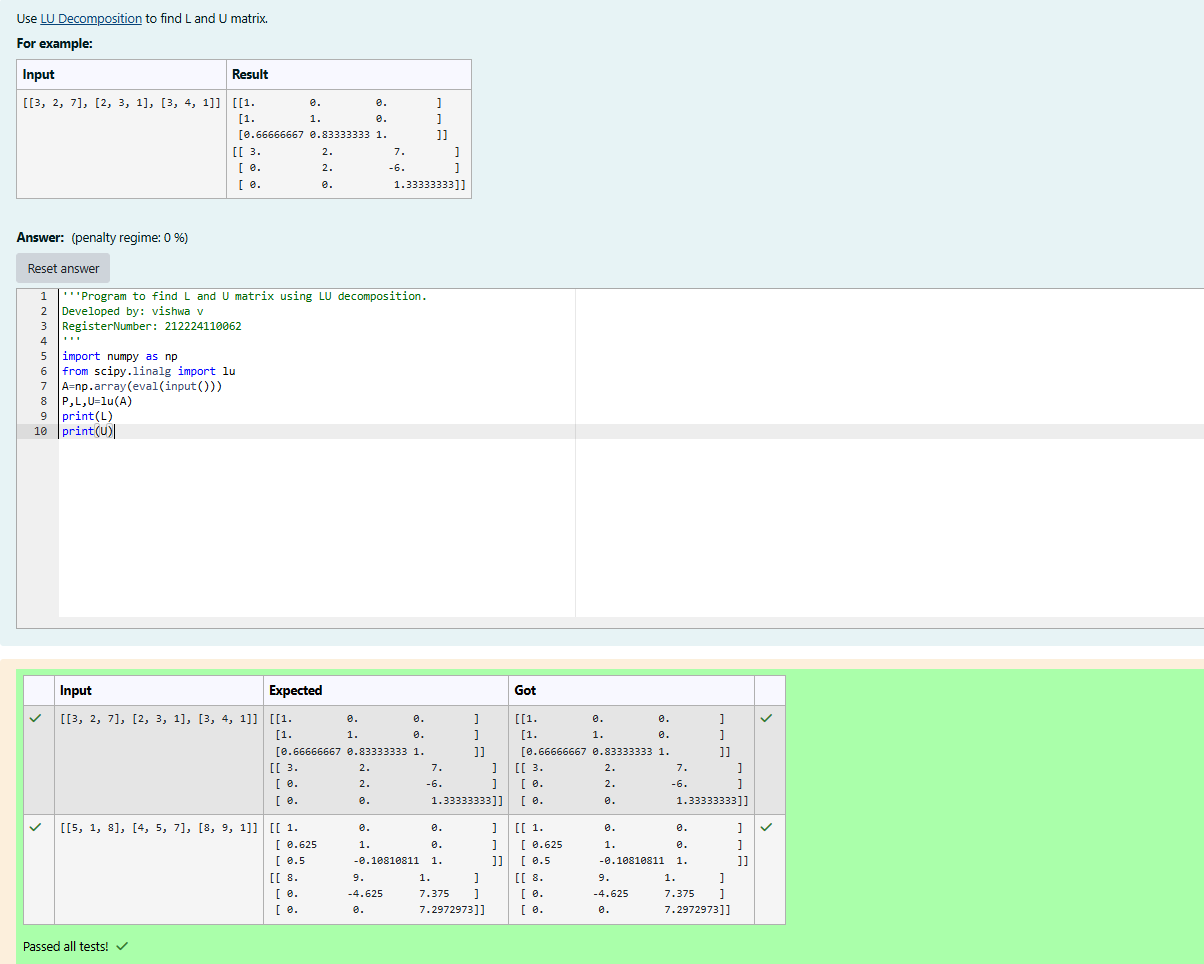 Use LU Decomposition to find L and U matrix.
For example:
Input Result
[[3, 2, 7], [2, 3, 1], [3, 4, 1]] [[1. 0. 0. ]
[1. 1. 0. ]
[0.66666667 0.83333333 1. ]]
[[ 3. 2. 7. ]
[ 0. 2. -6. ]
[ 0. 0. 1.33333333]]
Answer: (penalty regime: 0 %)
Reset answer
1 '''Program to find L and U matrix using LU decomposition.
2 Developed by: vishwa v
3 RegisterNumber: 212224110062
4 '''
5 import numpy as np
6 from scipy.linalg import lu
7 A=np.array(eval(input()))
8 P,L,U=lu(A)
9 print(L)
10 print(U)
Input Expected Got
✓ [[3, 2, 7], [2, 3, 1], [3, 4, 1]] [[1. 0. 0. ] [[1. 0. 0. ] ✓
[1. 1. 0. ] [1. 1. 0. ]
[0.66666667 0.83333333 1. ]] [0.66666667 0.83333333 1. ]]
[[ 3. 2. 7. ] [[ 3. 2. 7. ]
[ 0. 2. -6. ] [ 0. 2. -6. ]
[ 0. 0. 1.33333333]] [ 0. 0. 1.33333333]]
✓ [[5, 1, 8], [4, 5, 7], [8, 9, 1]] [[ 1. 0. 0. ] [[ 1. 0. 0. ] ✓
[ 0.625 1. 0. ] [ 0.625 1. 0. ]
[ 0.5 -0.10810811 1. ]] [ 0.5 -0.10810811 1. ]]
[[ 8. 9. 1. ] [[ 8. 9. 1. ]
[ 0. -4.625 7.375 ] [ 0. -4.625 7.375 ]
[ 0. 0. 7.2972973]] [ 0. 0. 7.2972973]]
Passed all tests! ✓